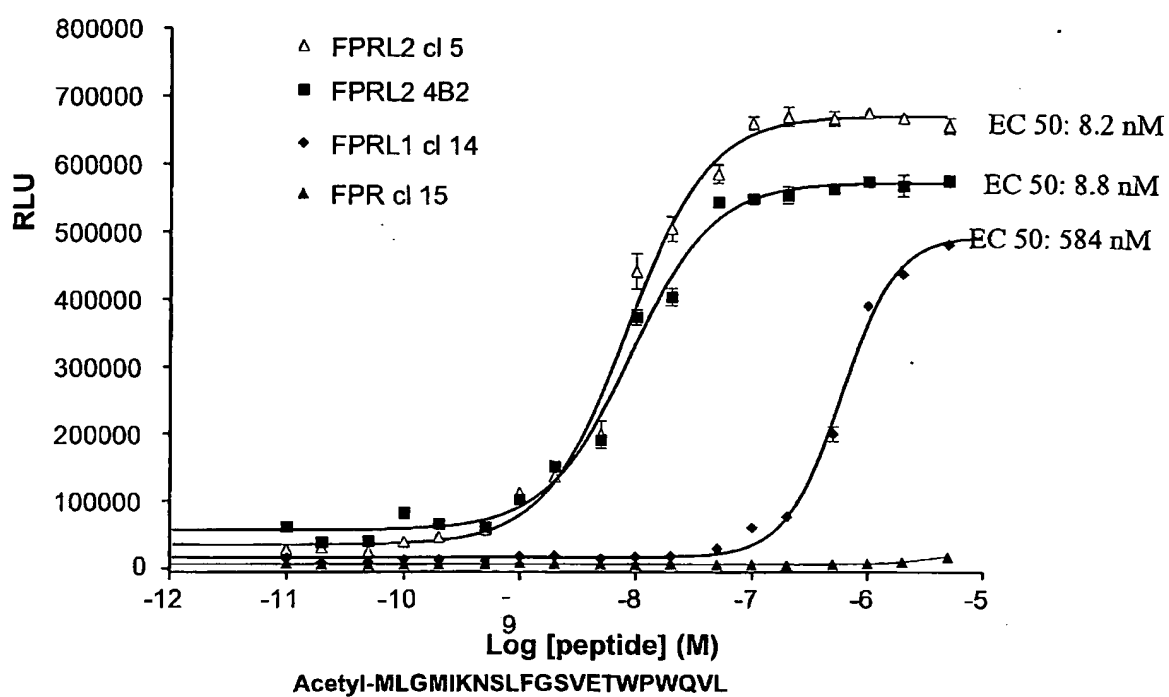 800000
700000
600000
500000
400000
300000
200000
100000
0
RLU
FPRL2 cl 5
FPRL2 4B2
FPRL1 cl 14
FPR cl 15
EC 50: 8.2 nM
EC 50: 8.8 nM
EC 50: 584 nM
-12 -11 -10 -9 -8 -7 -6 -5
Log [peptide] (M)
Acetyl-MLGMIKNSLFGSVETWPWQVL